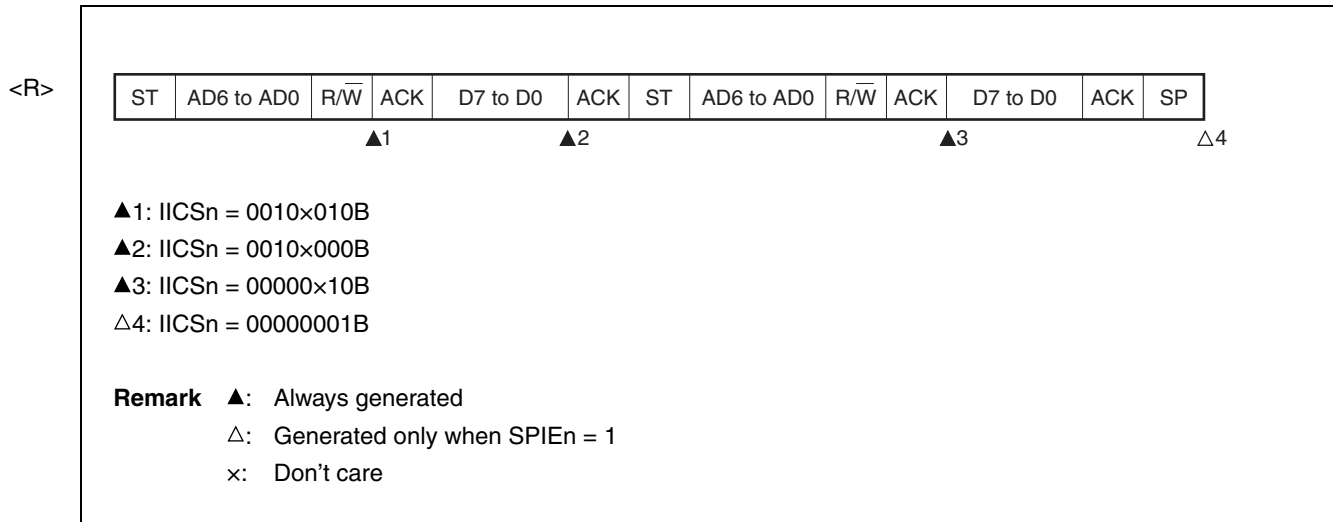 <R>
ST AD6 to AD0 R/W̅ ACK D7 to D0 ACK ST AD6 to AD0 R/W̅ ACK D7 to D0 ACK SP
▲1 ▲2 ▲3 △4
▲1: IICSn = 0010×010B
▲2: IICSn = 0010×000B
▲3: IICSn = 00000×10B
△4: IICSn = 00000001B
Remark ▲: Always generated
△: Generated only when SPIEn = 1
×: Don't care